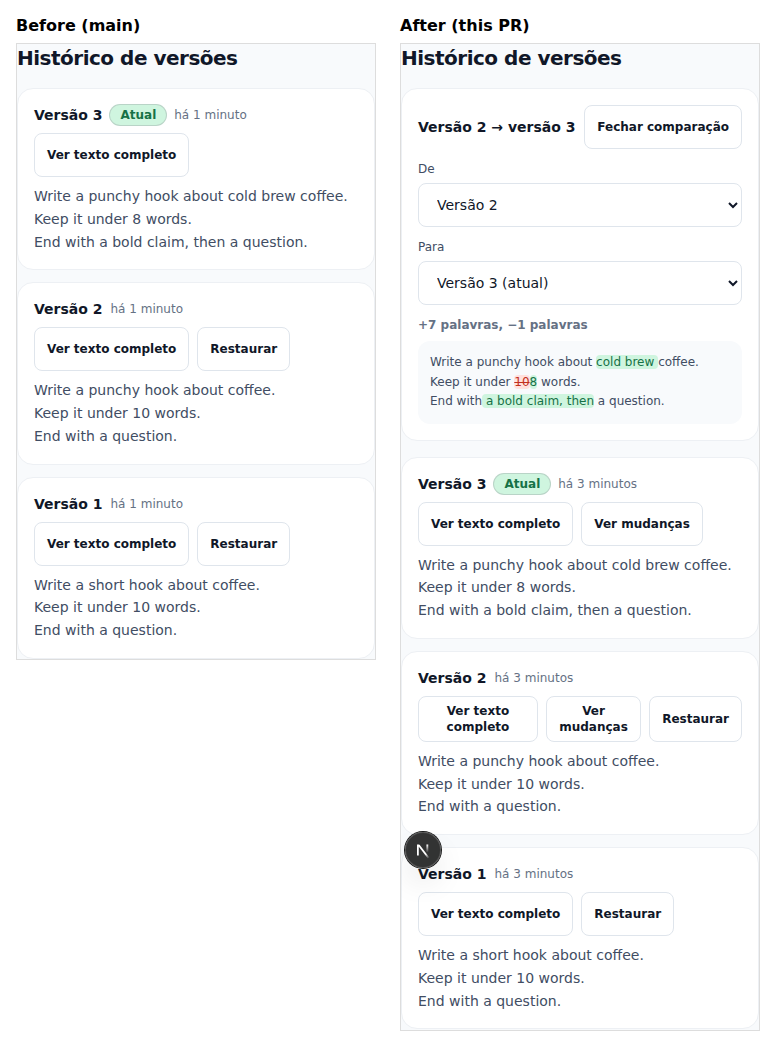 Before (main)
Histórico de versões
Versão 3 Atual há 1 minuto
Ver texto completo
Write a punchy hook about cold brew coffee.
Keep it under 8 words.
End with a bold claim, then a question.
Versão 2 há 1 minuto
Ver texto completo Restaurar
Write a punchy hook about coffee.
Keep it under 10 words.
End with a question.
Versão 1 há 1 minuto
Ver texto completo Restaurar
Write a short hook about coffee.
Keep it under 10 words.
End with a question.
After (this PR)
Histórico de versões
Versão 2 → versão 3 Fechar comparação
De
Versão 2
Para
Versão 3 (atual)
+7 palavras, −1 palavras
Write a punchy hook about cold brew coffee.
Keep it under 108 words.
End with a bold claim, then a question.
Versão 3 Atual há 3 minutos
Ver texto completo Ver mudanças
Write a punchy hook about cold brew coffee.
Keep it under 8 words.
End with a bold claim, then a question.
Versão 2 há 3 minutos
Ver texto completo Ver mudanças Restaurar
Write a punchy hook about coffee.
Keep it under 10 words.
End with a question.
N
Versão 1 há 3 minutos
Ver texto completo Restaurar
Write a short hook about coffee.
Keep it under 10 words.
End with a question.